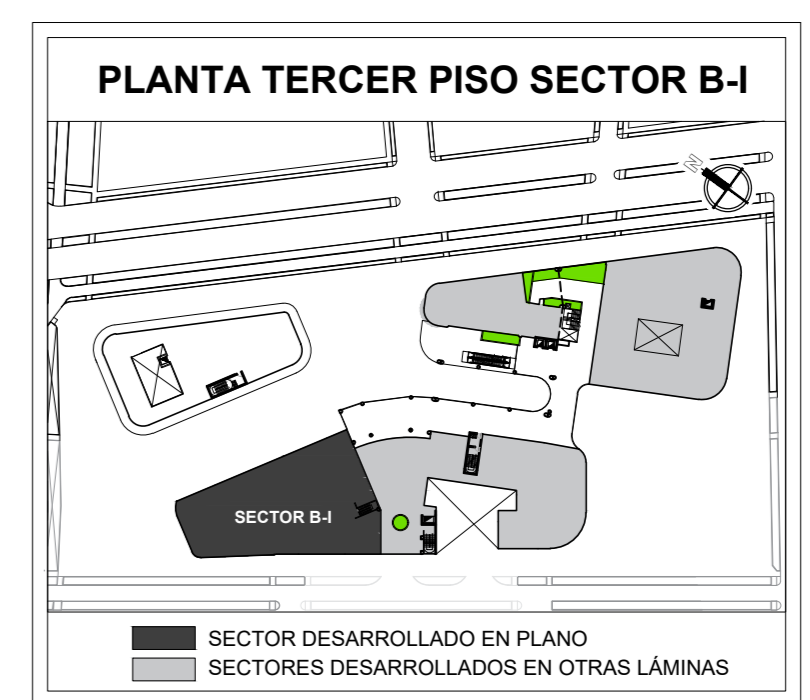 PLANTA TERCER PISO SECTOR B-I
N
SECTOR B-I
SECTOR DESARROLLADO EN PLANO
SECTORES DESARROLLADOS EN OTRAS LÁMINAS